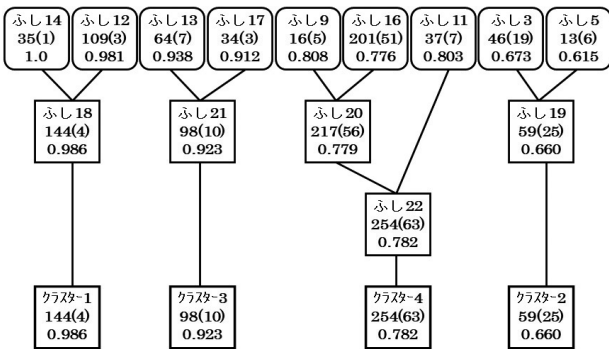 ふし14
35(1)
1.0
ふし12
109(3)
0.981
ふし13
64(7)
0.938
ふし17
34(3)
0.912
ふし9
16(5)
0.808
ふし16
201(51)
0.776
ふし11
37(7)
0.803
ふし3
46(19)
0.673
ふし5
13(6)
0.615
ふし18
144(4)
0.986
ふし21
98(10)
0.923
ふし20
217(56)
0.779
ふし19
59(25)
0.660
ふし22
254(63)
0.782
クラスター1
144(4)
0.986
クラスター3
98(10)
0.923
クラスター4
254(63)
0.782
クラスター2
59(25)
0.660